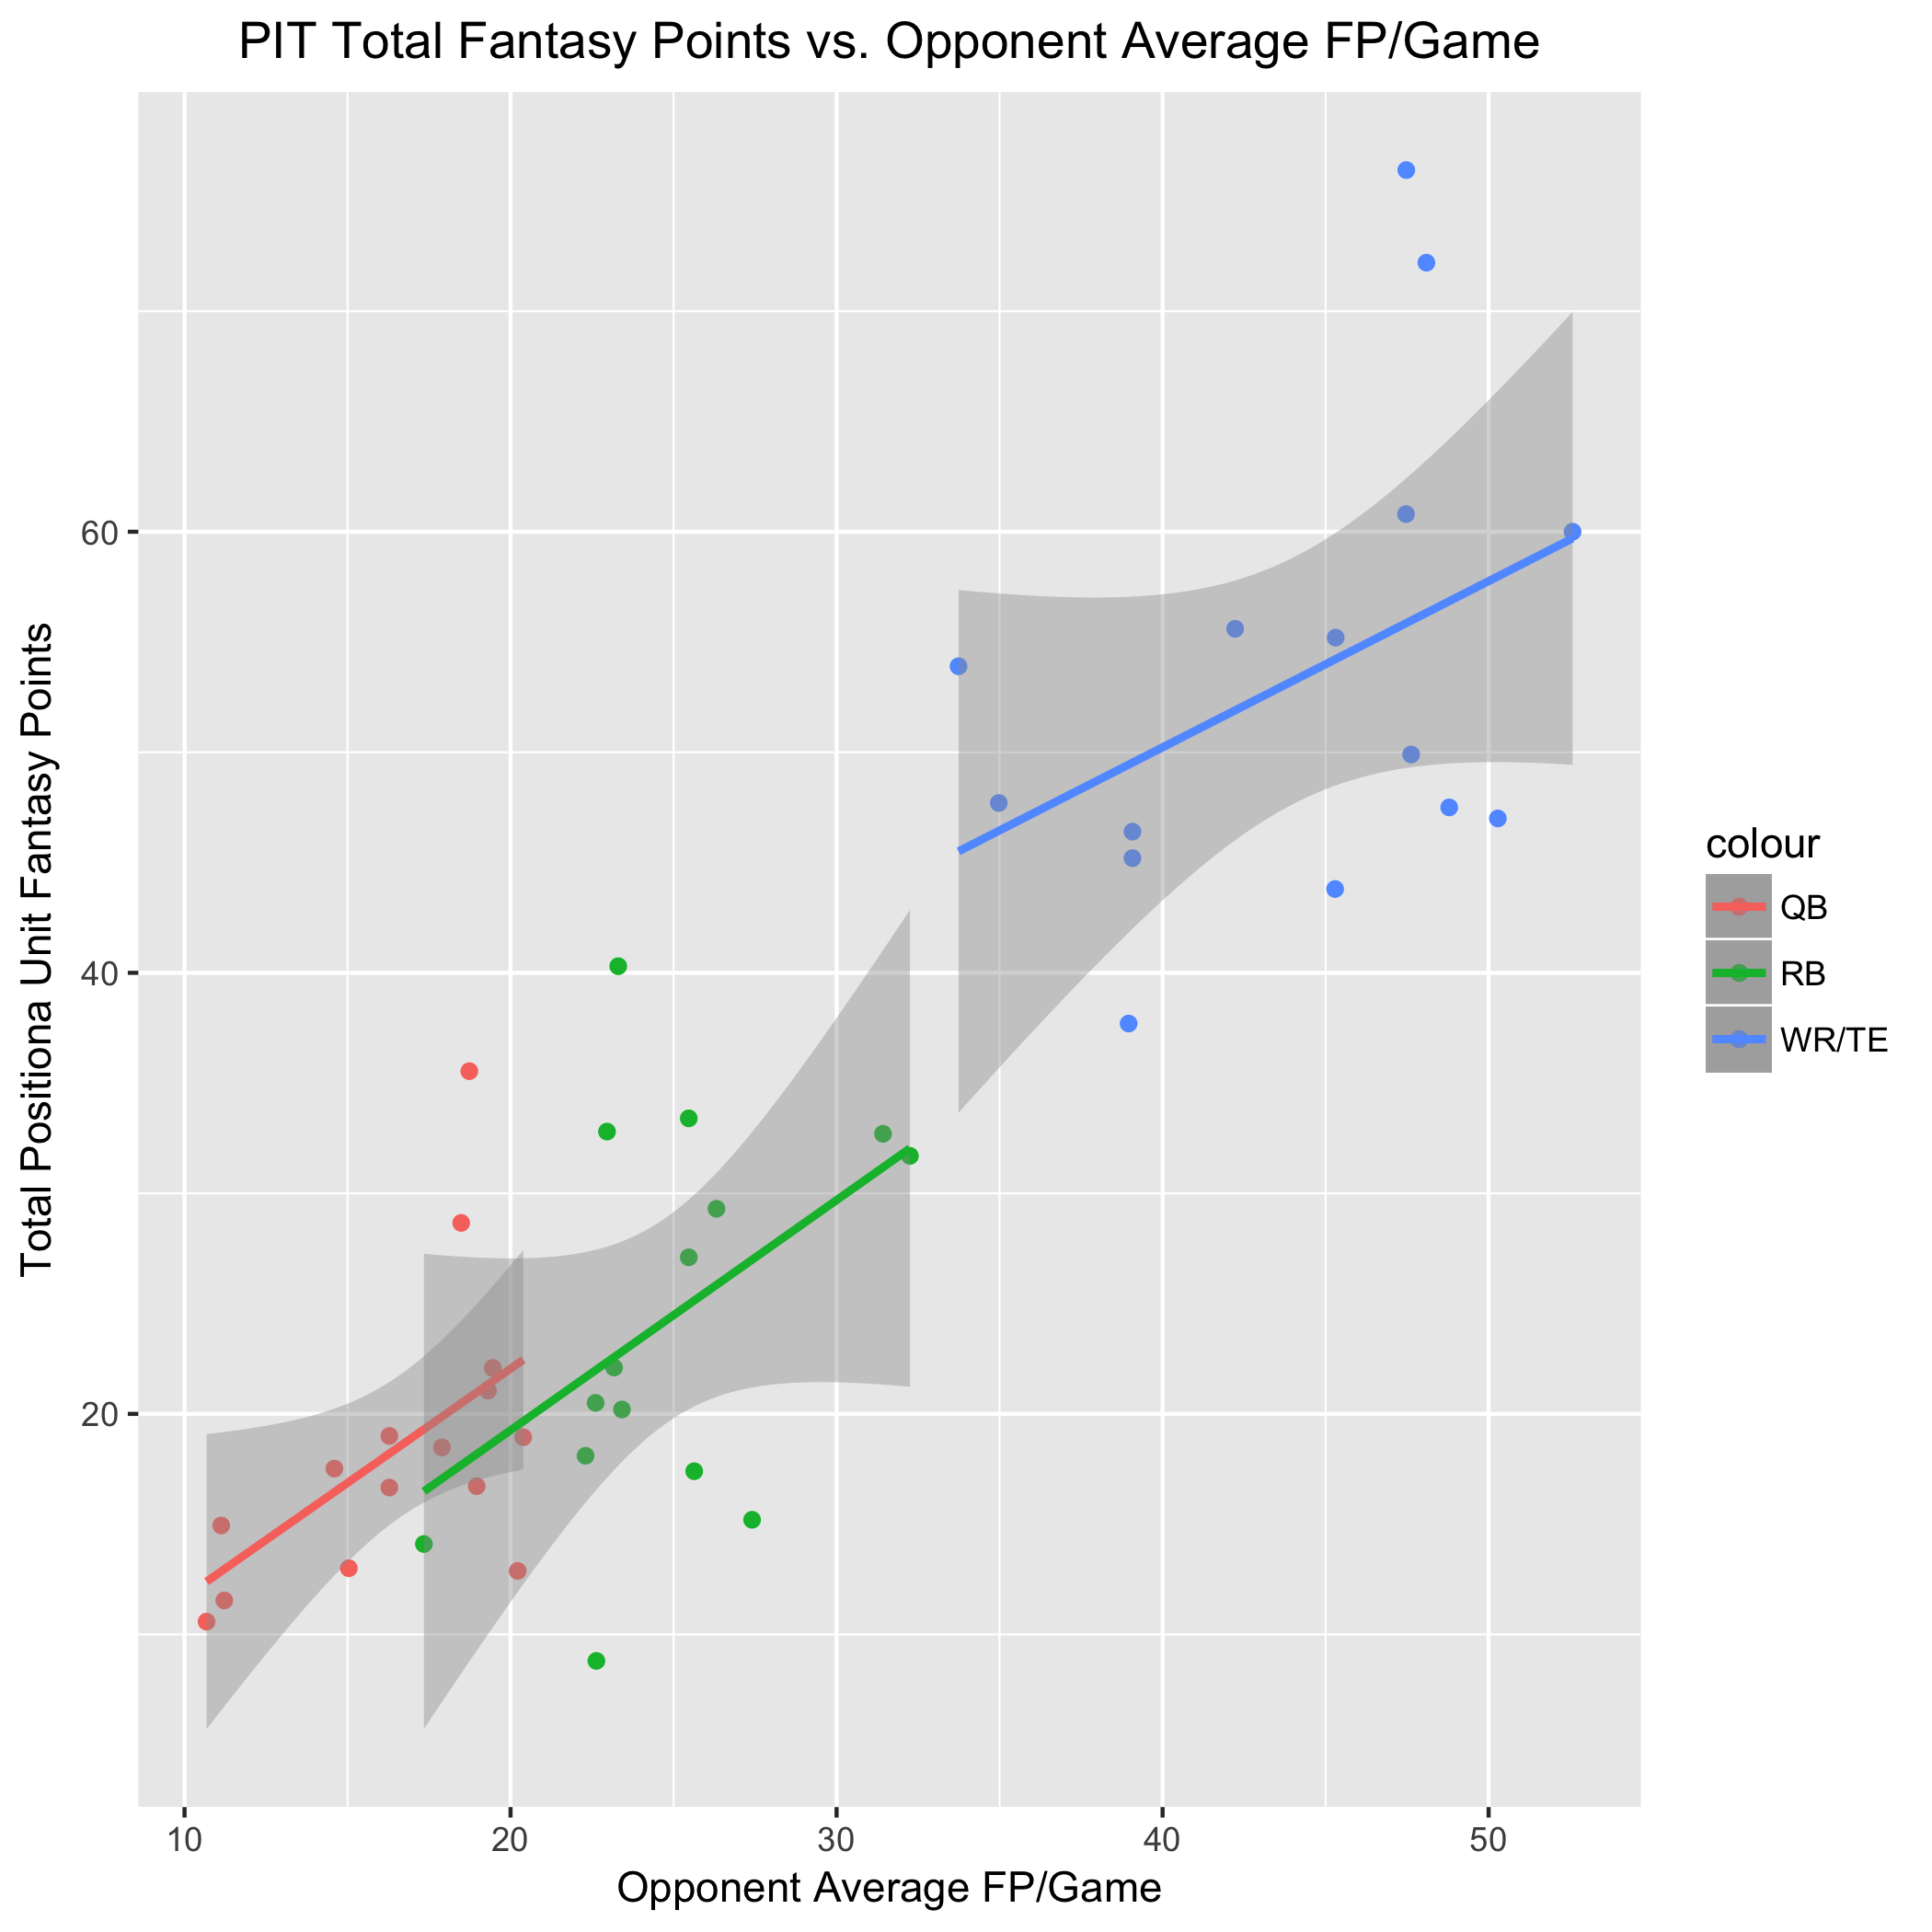 PIT Total Fantasy Points vs. Opponent Average FP/Game
Total Positiona Unit Fantasy Points
60
40
20
10
20
30
40
50
Opponent Average FP/Game
colour
QB
RB
WR/TE